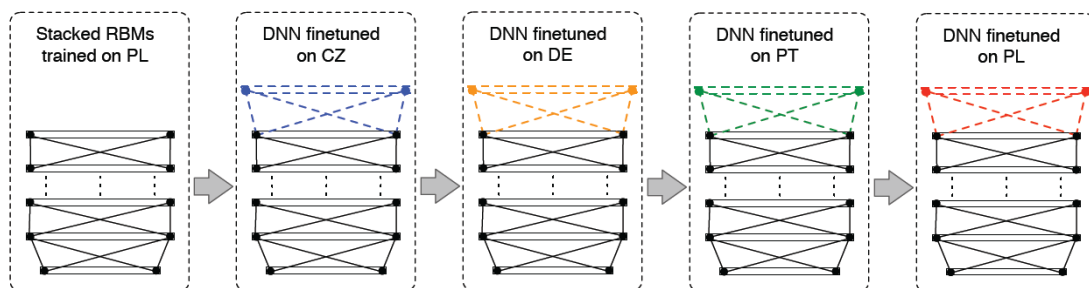 Stacked RBMs
trained on PL
DNN finetuned
on CZ
DNN finetuned
on DE
DNN finetuned
on PT
DNN finetuned
on PL